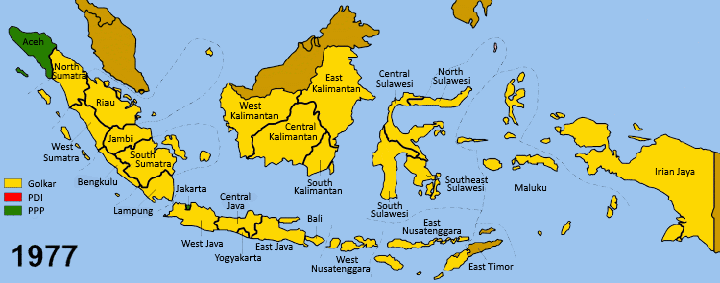 Aceh
North
Sumatra
Riau
West
Sumatra
Jambi
South
Sumatra
Bengkulu
Lampung
Jakarta
West Java
Central
Java
Yogyakarta
East Java
Bali
West
Nusatenggara
East
Nusatenggara
East Timor
West
Kalimantan
Central
Kalimantan
East
Kalimantan
South
Kalimantan
Central
Sulawesi
North
Sulawesi
South
Sulawesi
Southeast
Sulawesi
Maluku
Irian Jaya
Golkar
PDI
PPP
1977